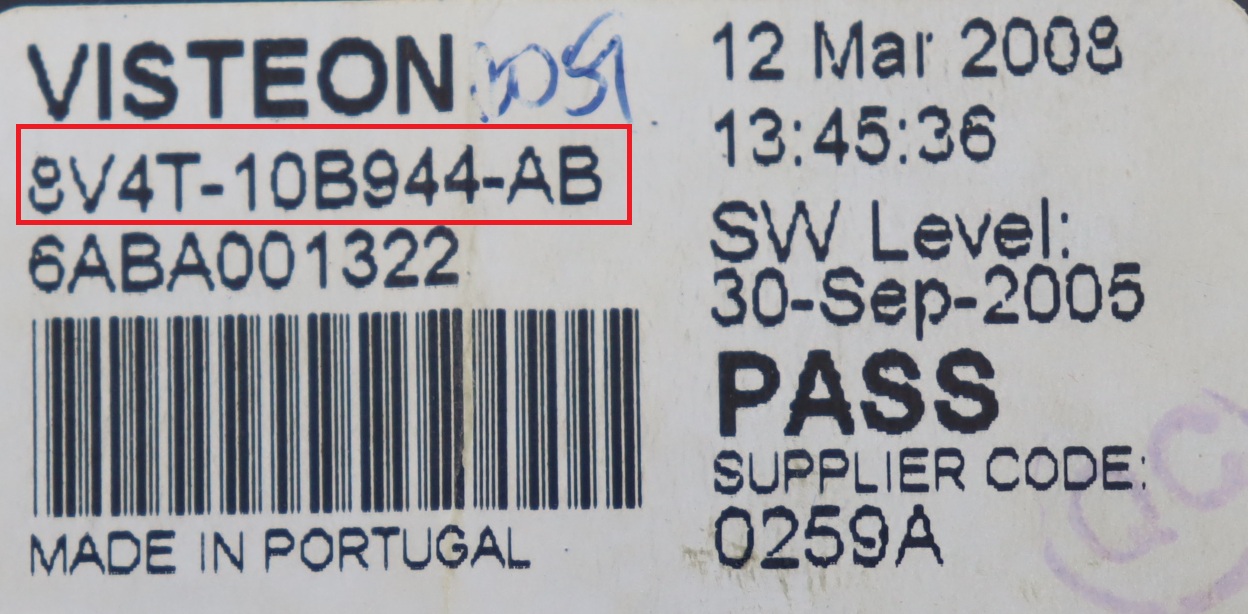 VISTEON
8V4T-10B944-AB
6ABA001322
MADE IN PORTUGAL
12 Mar 2008
13:45:36
SW Level:
30-Sep-2005
PASS
SUPPLIER CODE:
0259A